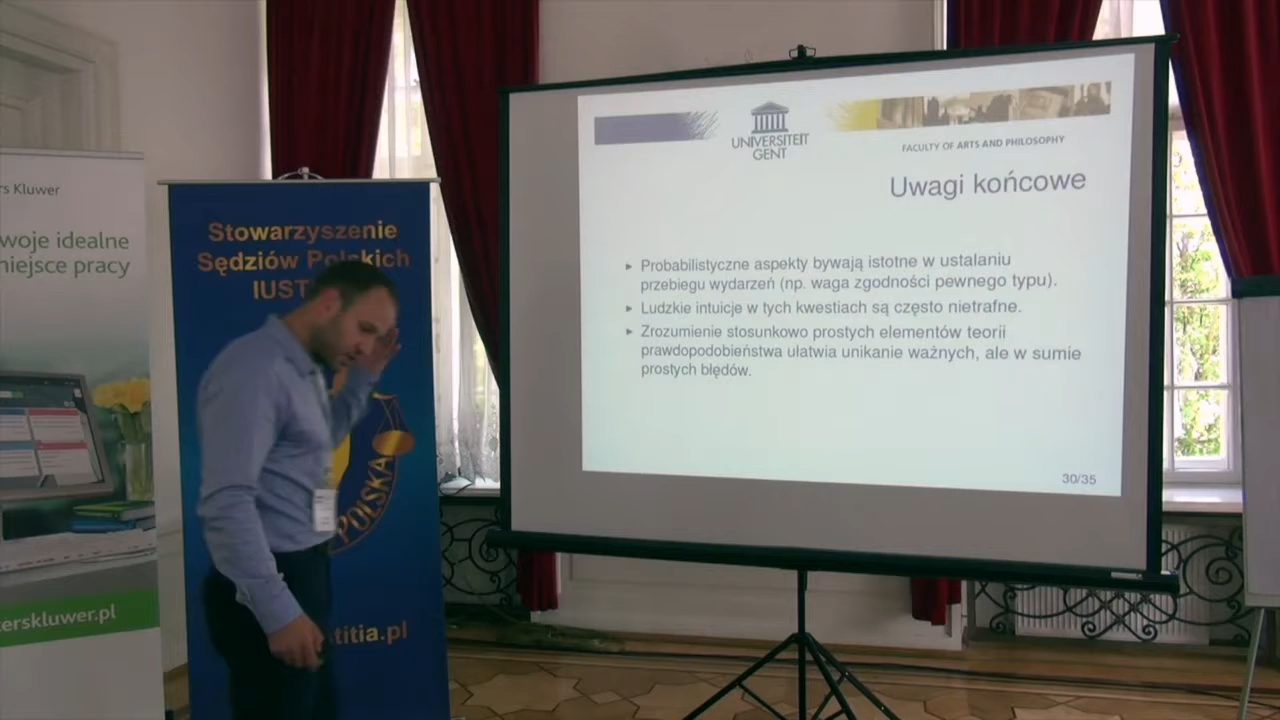 rs Kluwer
woje idealne
niejsce pracy
erskluwer.pl
Stowarzyszenie
Sędziów Polskich
IUST
POLSKA
titia.pl
UNIVERSITEIT
GENT
FACULTY OF ARTS AND PHILOSOPHY
Uwagi końcowe
▸ Probabilistyczne aspekty bywają istotne w ustalaniu
przebiegu wydarzeń (np. waga zgodności pewnego typu).
▸ Ludzkie intuicje w tych kwestiach są często nietrafne.
▸ Zrozumienie stosunkowo prostych elementów teorii
prawdopodobieństwa ułatwia unikanie ważnych, ale w sumie
prostych błędów.
30/35